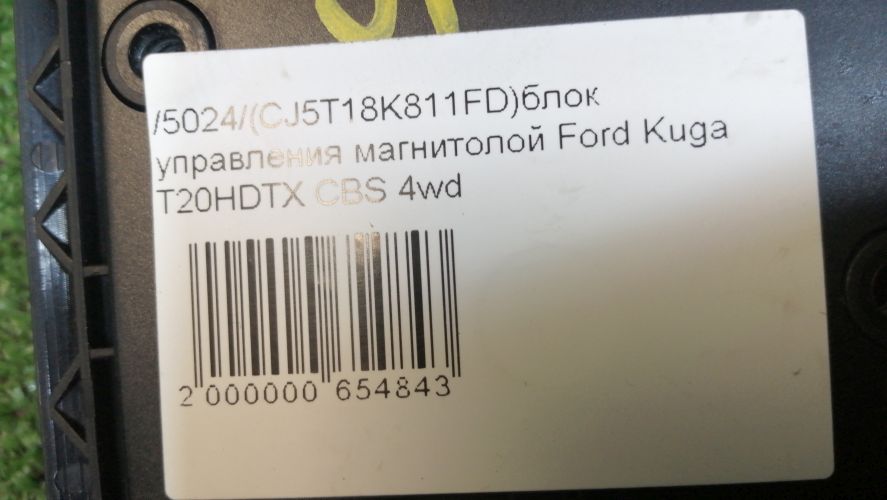 /5024/(CJ5T18K811FD)блок
управления магнитолой Ford Kuga
T20HDTX CBS 4wd
2 000000 654843